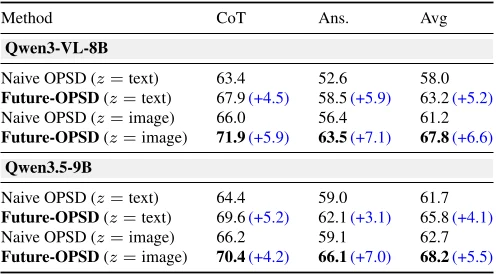 Method CoT Ans. Avg
Qwen3-VL-8B
Naive OPSD (z = text) 63.4 52.6 58.0
Future-OPSD (z = text) 67.9 (+4.5) 58.5 (+5.9) 63.2 (+5.2)
Naive OPSD (z = image) 66.0 56.4 61.2
Future-OPSD (z = image) 71.9 (+5.9) 63.5 (+7.1) 67.8 (+6.6)
Qwen3.5-9B
Naive OPSD (z = text) 64.4 59.0 61.7
Future-OPSD (z = text) 69.6 (+5.2) 62.1 (+3.1) 65.8 (+4.1)
Naive OPSD (z = image) 66.2 59.1 62.7
Future-OPSD (z = image) 70.4 (+4.2) 66.1 (+7.0) 68.2 (+5.5)